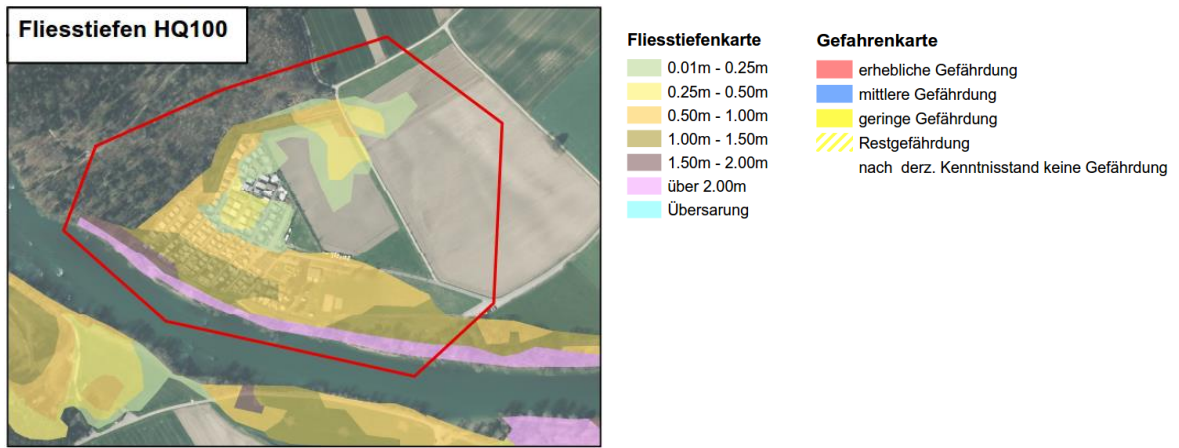 Fliesstiefen HQ100
Fliesstiefenkarte
0.01m - 0.25m
0.25m - 0.50m
0.50m - 1.00m
1.00m - 1.50m
1.50m - 2.00m
über 2.00m
Übersarung
Gefahrenkarte
erhebliche Gefährdung
mittlere Gefährdung
geringe Gefährdung
Restgefährdung
nach derz. Kenntnisstand keine Gefährdung